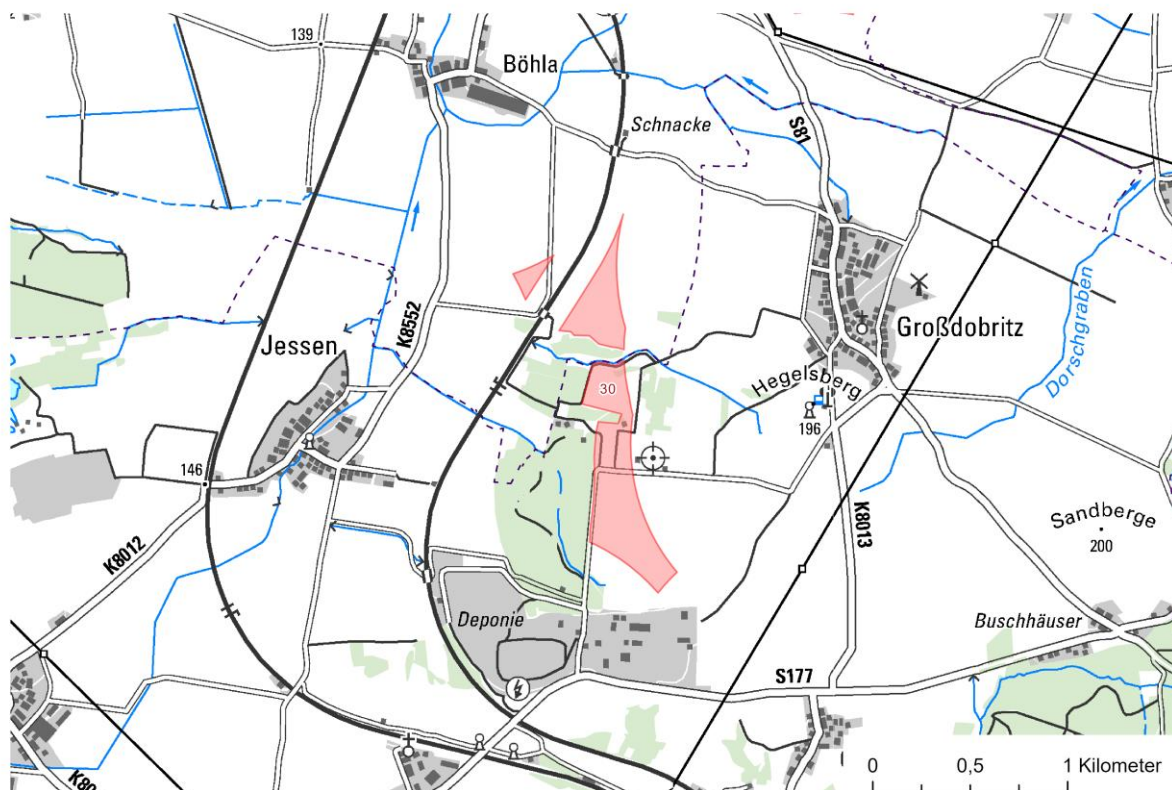 139
Böhla
Schnacke
S81
K8552
Jessen
Großdobritz
Dorschgraben
30
Hegelsberg
196
146
K8012
K8013
Sandberge
200
Deponie
Buschhäuser
S177
K80
0 0,5 1 Kilometer